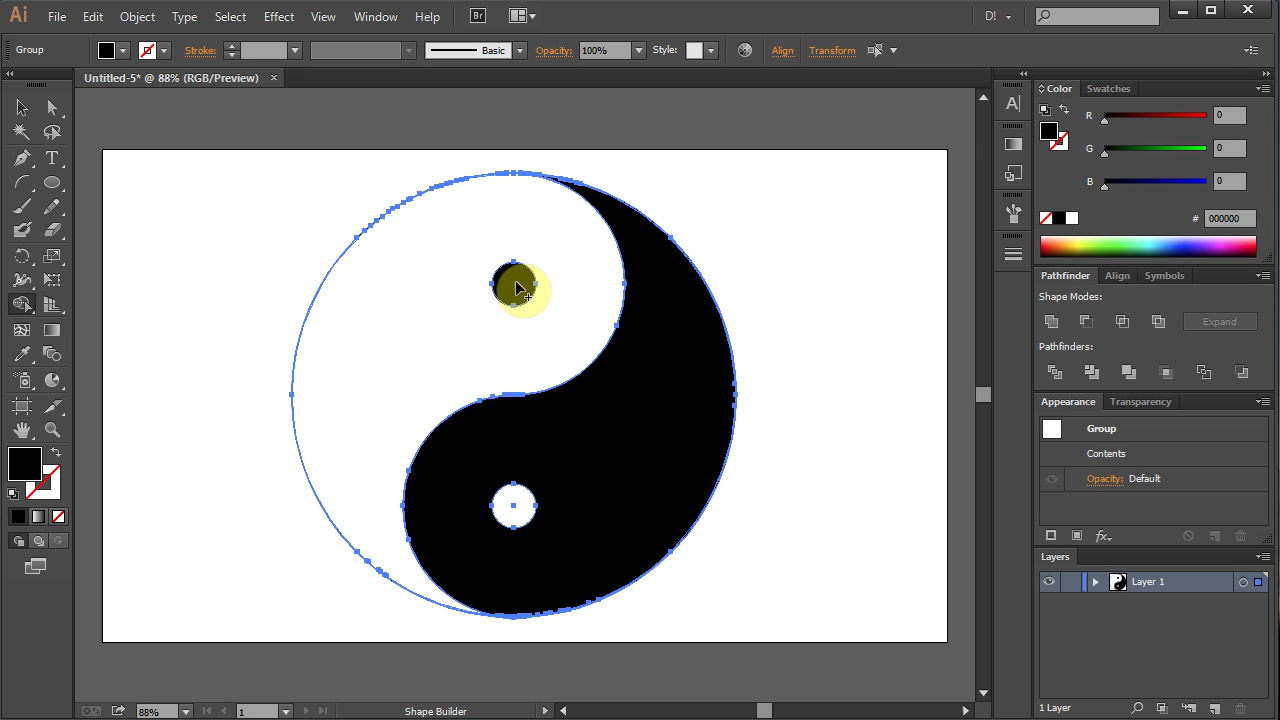 Ai File Edit Object Type Select Effect View Window Help Br D!
Group Stroke: Basic Opacity: 100% Style: Align Transform
Untitled-5* @ 88% (RGB/Preview) ×
Color Swatches
R 0
G 0
B 0
# 000000
Pathfinder Align Symbols
Shape Modes:
Expand
Pathfinders:
Appearance Transparency
Group
Contents
Opacity: Default
fx
Layers
Layer 1
1 Layer
88% 1 Shape Builder